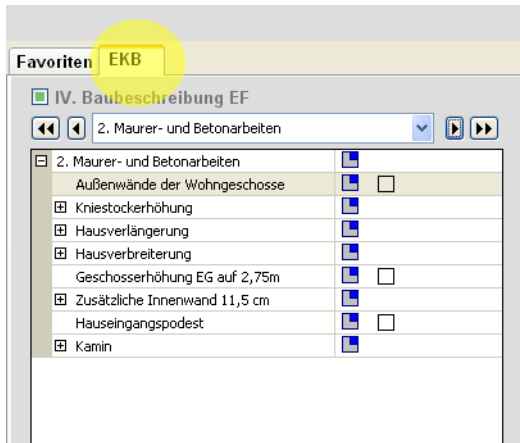 Favoriten EKB
IV. Baubeschreibung EF
2. Maurer- und Betonarbeiten
2. Maurer- und Betonarbeiten
Außenwände der Wohngeschosse
Kniestockerhöhung
Hausverlängerung
Hausverbreiterung
Geschosserhöhung EG auf 2,75m
Zusätzliche Innenwand 11,5 cm
Hauseingangspodest
Kamin